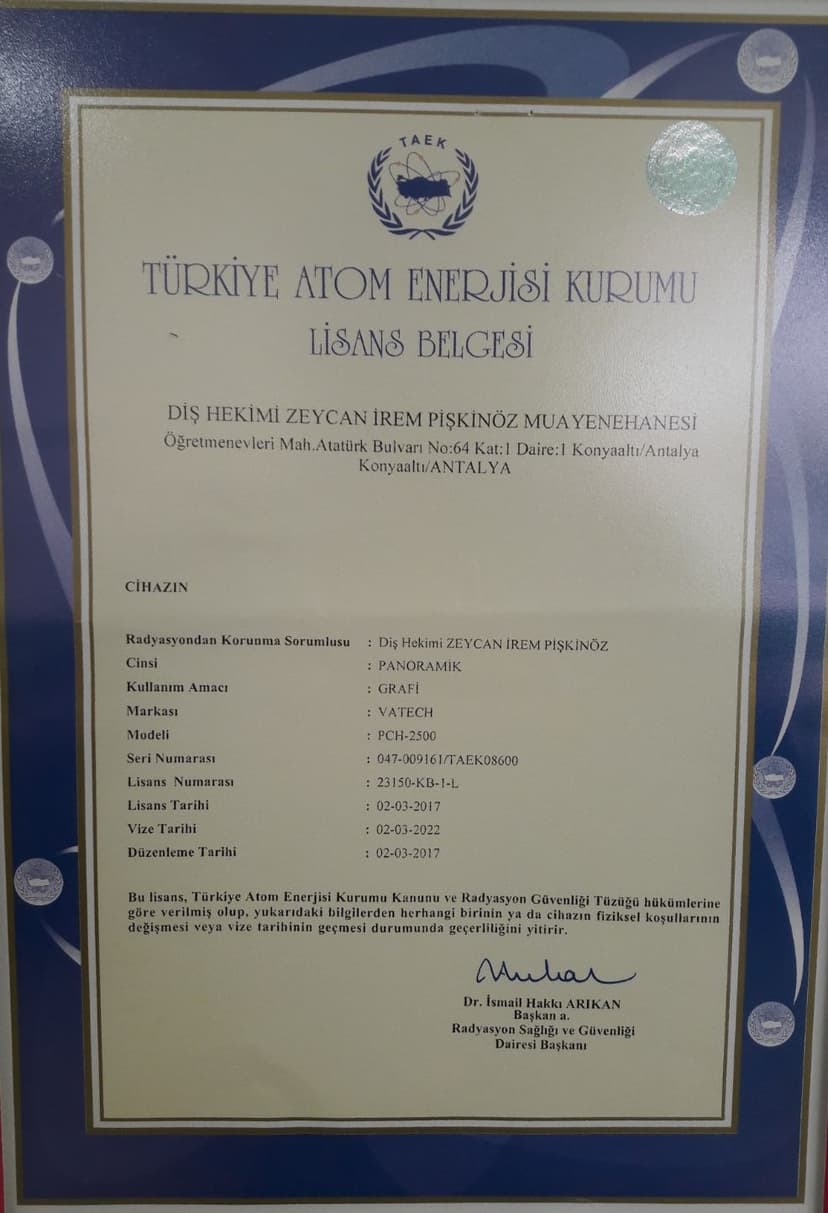 TAEK
TÜRKİYE ATOM ENERJİSİ KURUMU
LİSANS BELGESİ
DİŞ HEKİMİ ZEYCAN İREM PİŞKİNÖZ MUAYENEHANESİ
Öğretmenevleri Mah.Atatürk Bulvarı No:64 Kat:1 Daire:1 Konyaaltı/Antalya
Konyaaltı/ANTALYA
CİHAZIN
Radyasyondan Korunma Sorumlusu : Diş Hekimi ZEYCAN İREM PİŞKİNÖZ
Cinsi : PANORAMİK
Kullanım Amacı : GRAFİ
Markası : VATECH
Modeli : PCH-2500
Seri Numarası : 047-009161/TAEK08600
Lisans Numarası : 23150-KB-1-L
Lisans Tarihi : 02-03-2017
Vize Tarihi : 02-03-2022
Düzenleme Tarihi : 02-03-2017
Bu lisans, Türkiye Atom Enerjisi Kurumu Kanunu ve Radyasyon Güvenliği Tüzüğü hükümlerine
göre verilmiş olup, yukarıdaki bilgilerden herhangi birinin ya da cihazın fiziksel koşullarının
değişmesi veya vize tarihinin geçmesi durumunda geçerliliğini yitirir.
Dr. İsmail Hakkı ARIKAN
Başkan a.
Radyasyon Sağlığı ve Güvenliği
Dairesi Başkanı